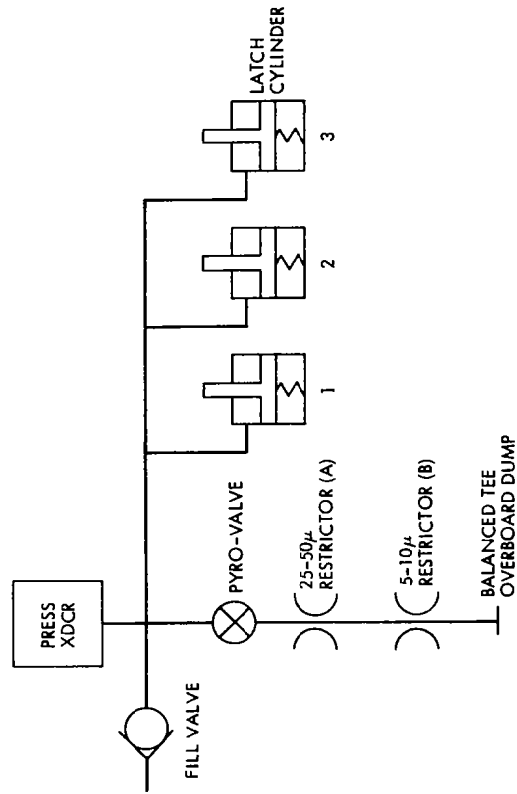 PRESS
XDCR
FILL VALVE
PYRO-VALVE
25-50μ
RESTRICTOR (A)
5-10μ
RESTRICTOR (B)
BALANCED TEE
OVERBOARD DUMP
1
2
3
LATCH
CYLINDER